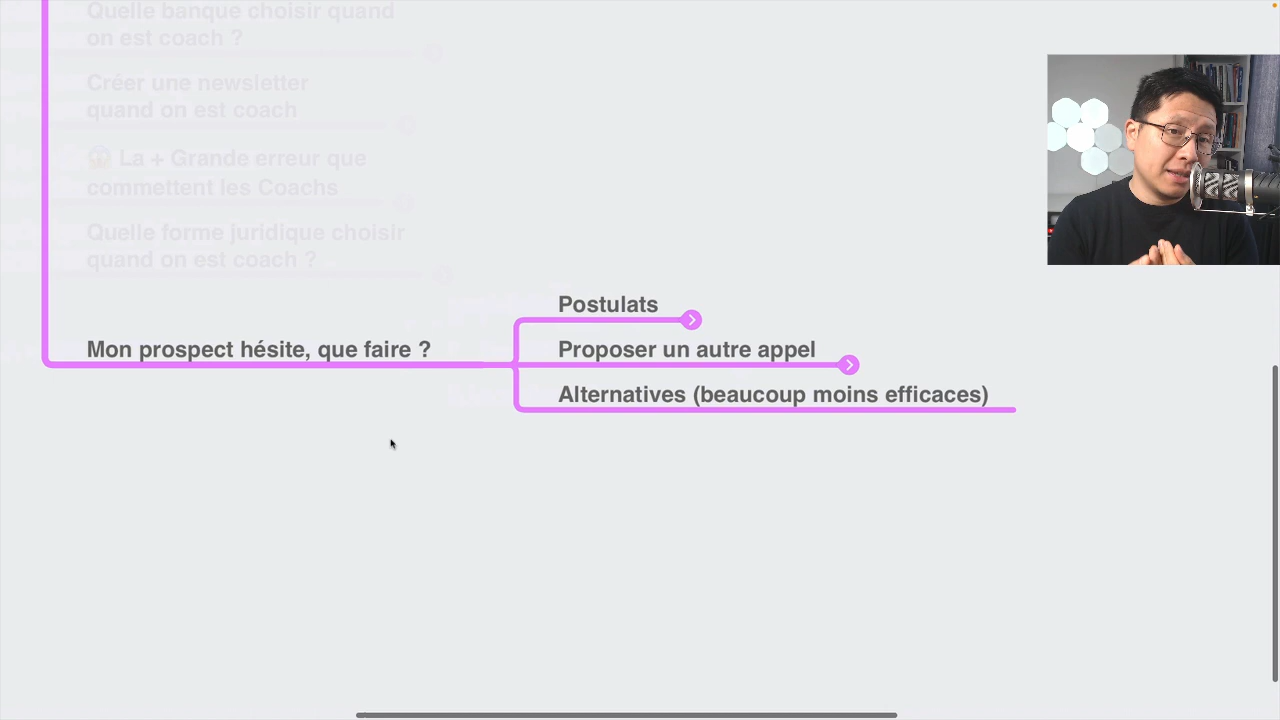 Quelle banque choisir quand
on est coach ?
Créer une newsletter
quand on est coach
😱 La + Grande erreur que
commettent les Coachs
Quelle forme juridique choisir
quand on est coach ?
Mon prospect hésite, que faire ?
Postulats
Proposer un autre appel
Alternatives (beaucoup moins efficaces)